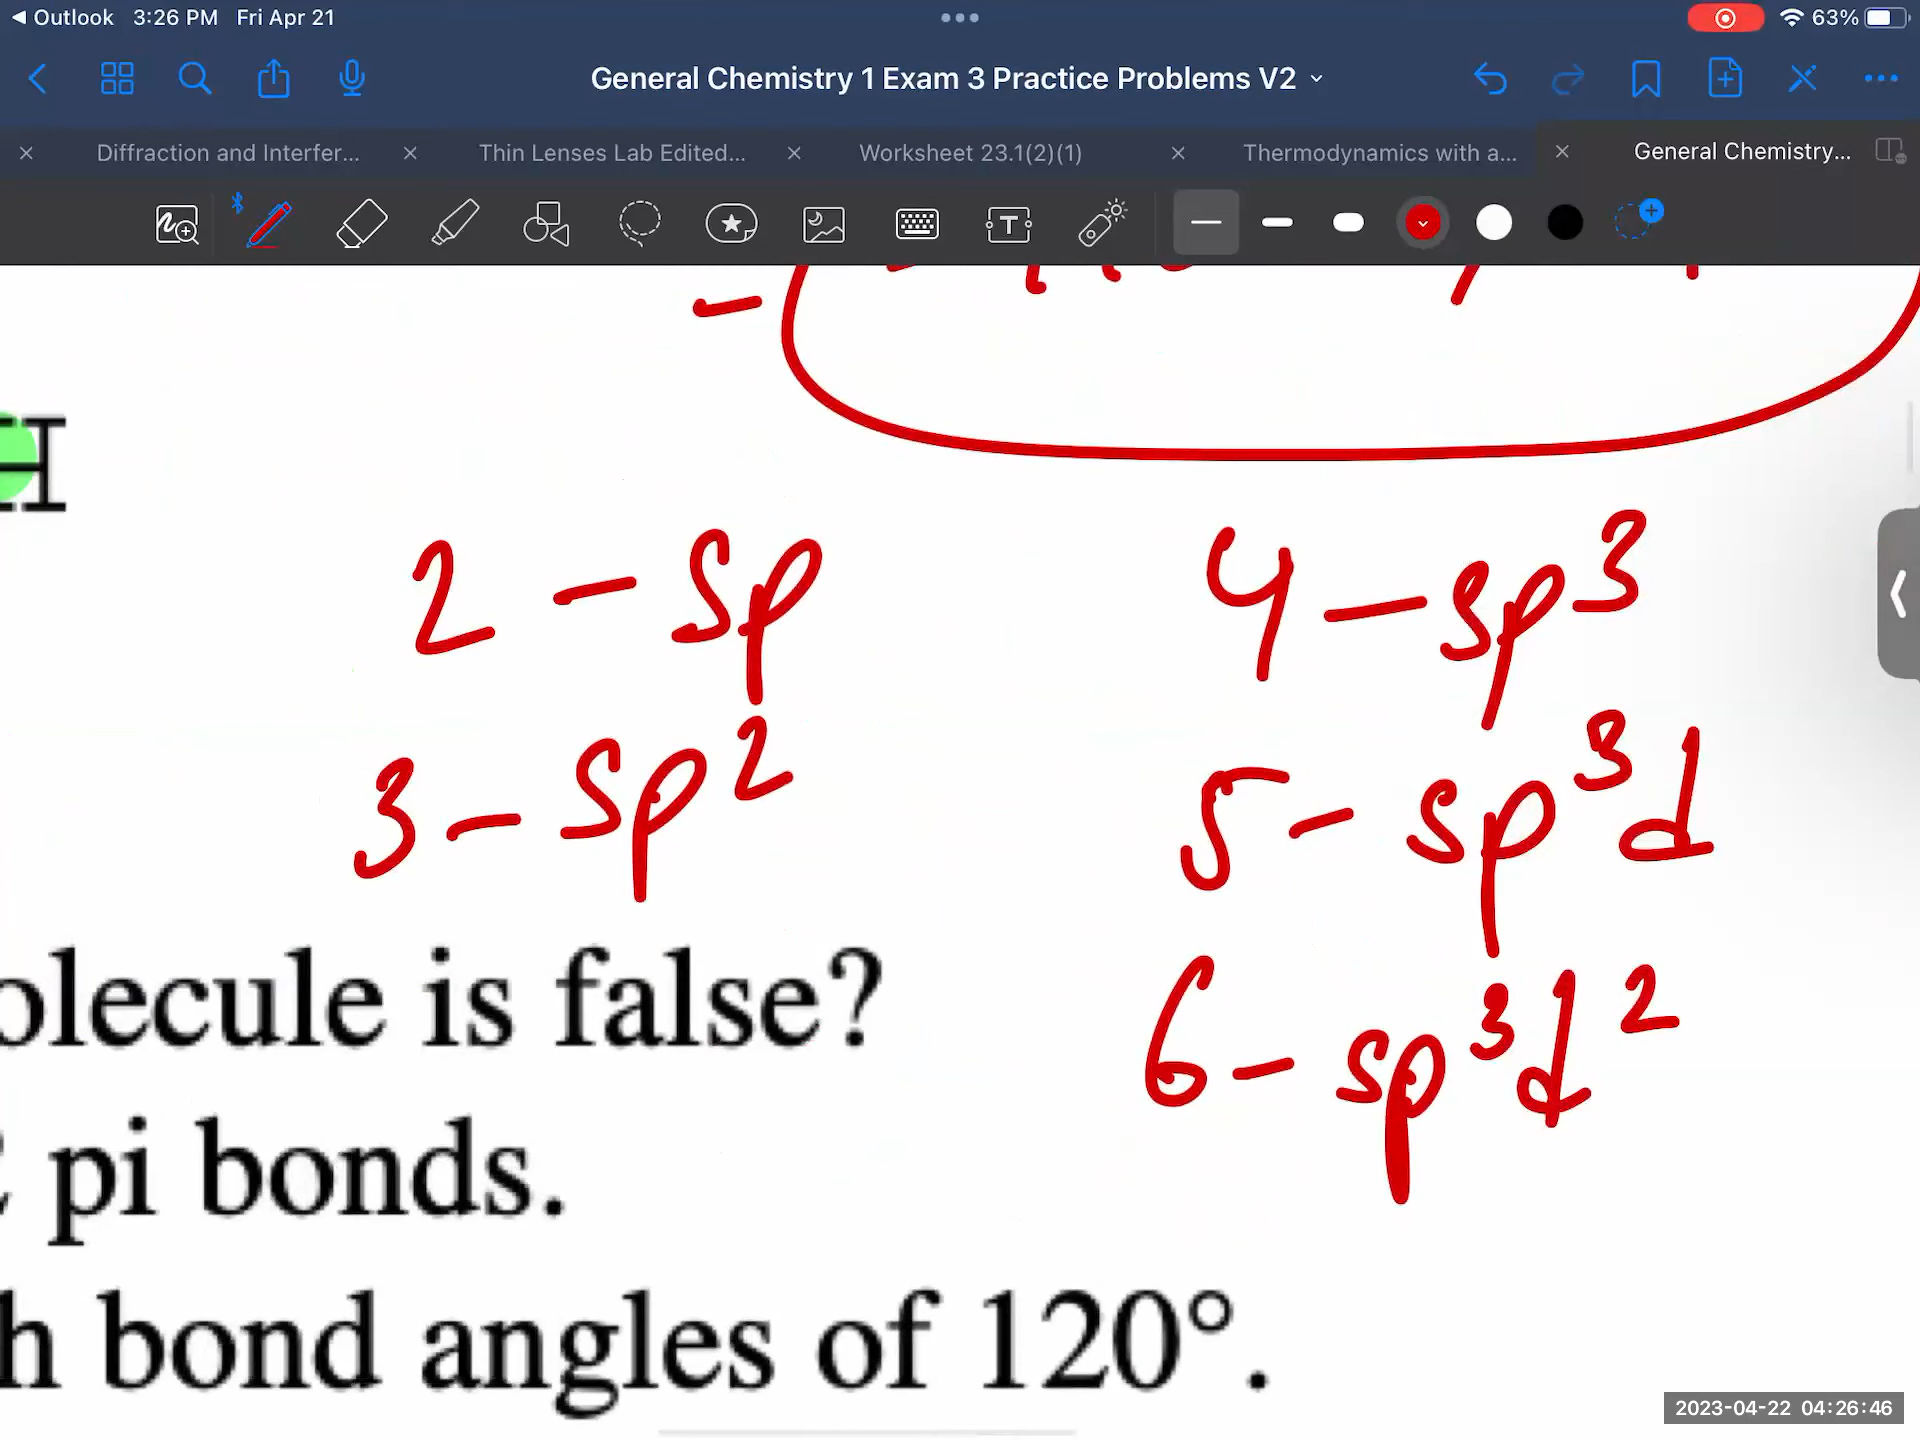 Outlook 3:26 PM Fri Apr 21 63%
General Chemistry 1 Exam 3 Practice Problems V2
Diffraction and Interfer... Thin Lenses Lab Edited... Worksheet 23.1(2)(1) Thermodynamics with a... General Chemistry...
H
2 - sp
3 - sp²
4 - sp³
5 - sp³d
6 - sp³d²
olecule is false?
pi bonds.
h bond angles of 120°.
2023-04-22 04:26:46